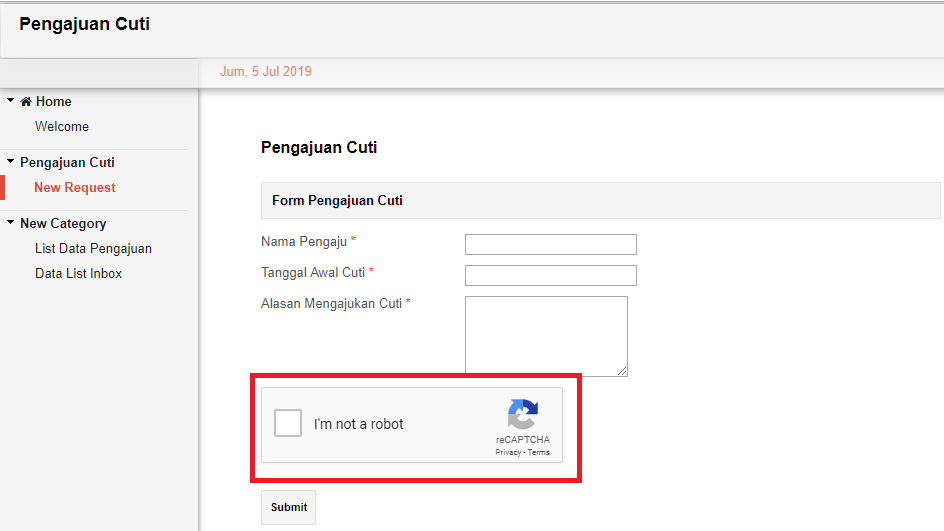 Pengajuan Cuti
Jum, 5 Jul 2019
Home
Welcome
Pengajuan Cuti
New Request
New Category
List Data Pengajuan
Data List Inbox
Pengajuan Cuti
Form Pengajuan Cuti
Nama Pengaju *
Tanggal Awal Cuti *
Alasan Mengajukan Cuti *
I'm not a robot
reCAPTCHA
Privacy - Terms
Submit